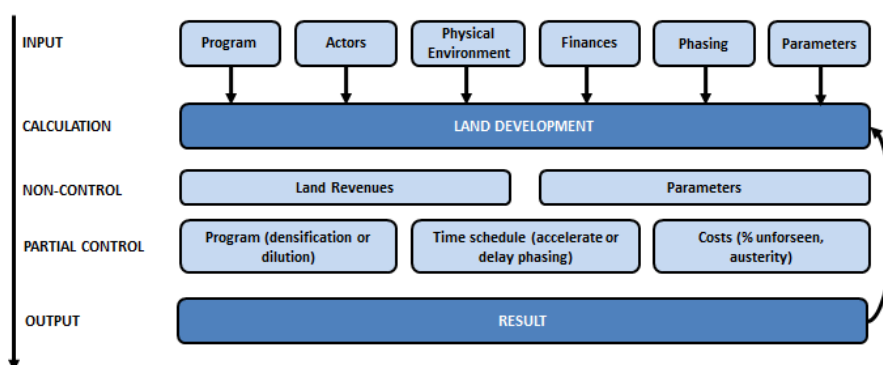 INPUT
Program
Actors
Physical
Environment
Finances
Phasing
Parameters
CALCULATION
LAND DEVELOPMENT
NON-CONTROL
Land Revenues
Parameters
PARTIAL CONTROL
Program (densification or
dilution)
Time schedule (accelerate or
delay phasing)
Costs (% unforseen,
austerity)
OUTPUT
RESULT